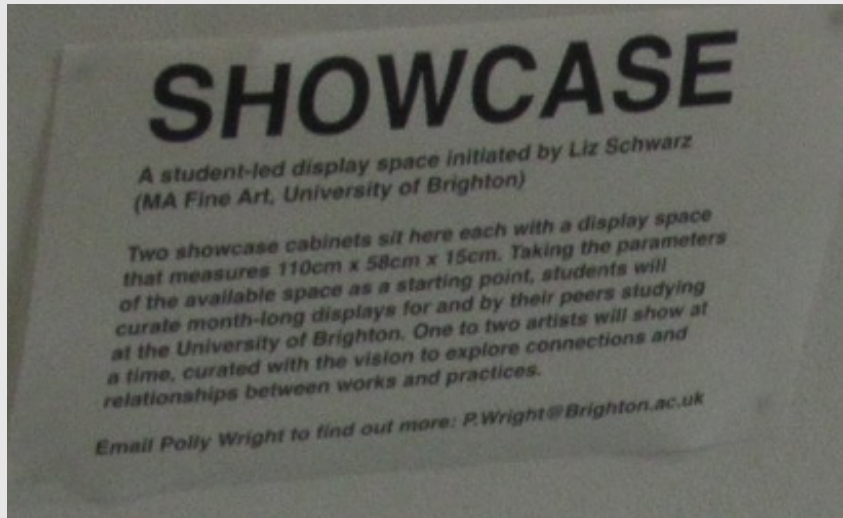 SHOWCASE
A student-led display space initiated by Liz Schwarz
(MA Fine Art, University of Brighton)
Two showcase cabinets sit here each with a display space
that measures 110cm x 58cm x 15cm. Taking the parameters
of the available space as a starting point, students will
curate month-long displays for and by their peers studying
at the University of Brighton. One to two artists will show at
a time, curated with the vision to explore connections and
relationships between works and practices.
Email Polly Wright to find out more: P.Wright@Brighton.ac.uk